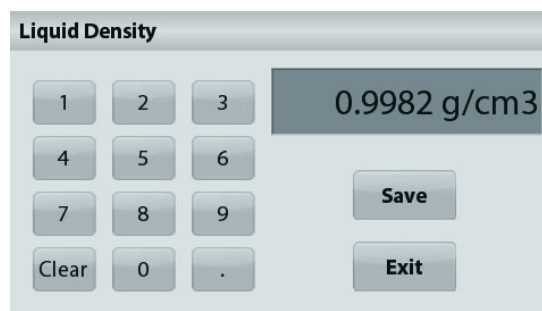 Liquid Density
1 2 3
0.9982 g/cm3
4 5 6
Save
7 8 9
Clear 0 .
Exit